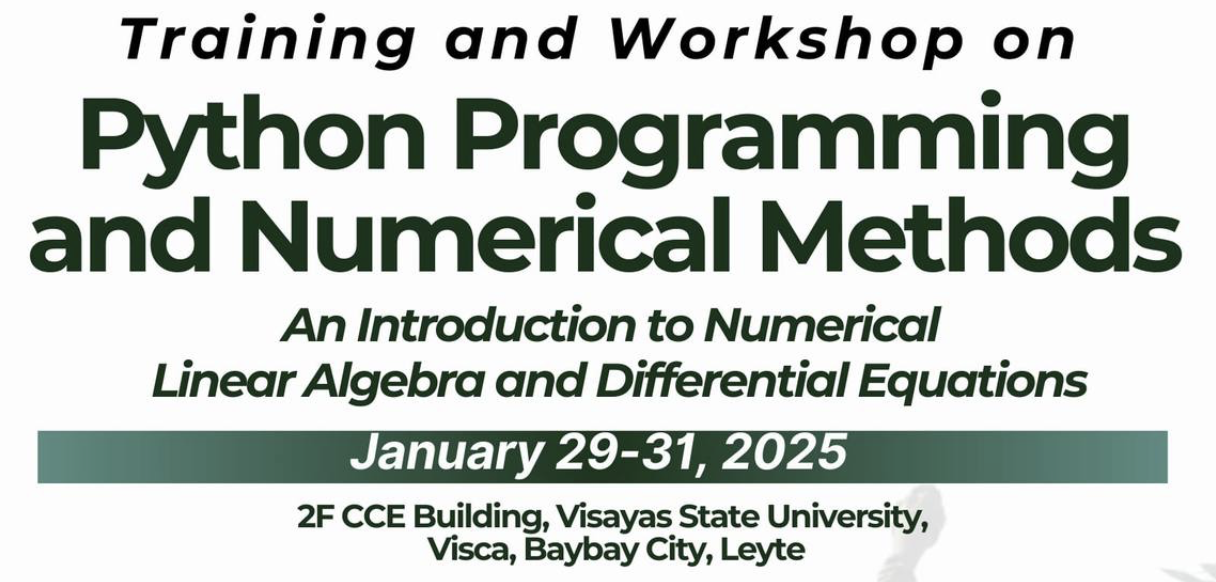 Training and Workshop on
Python Programming
and Numerical Methods
An Introduction to Numerical
Linear Algebra and Differential Equations
January 29-31, 2025
2F CCE Building, Visayas State University,
Visca, Baybay City, Leyte